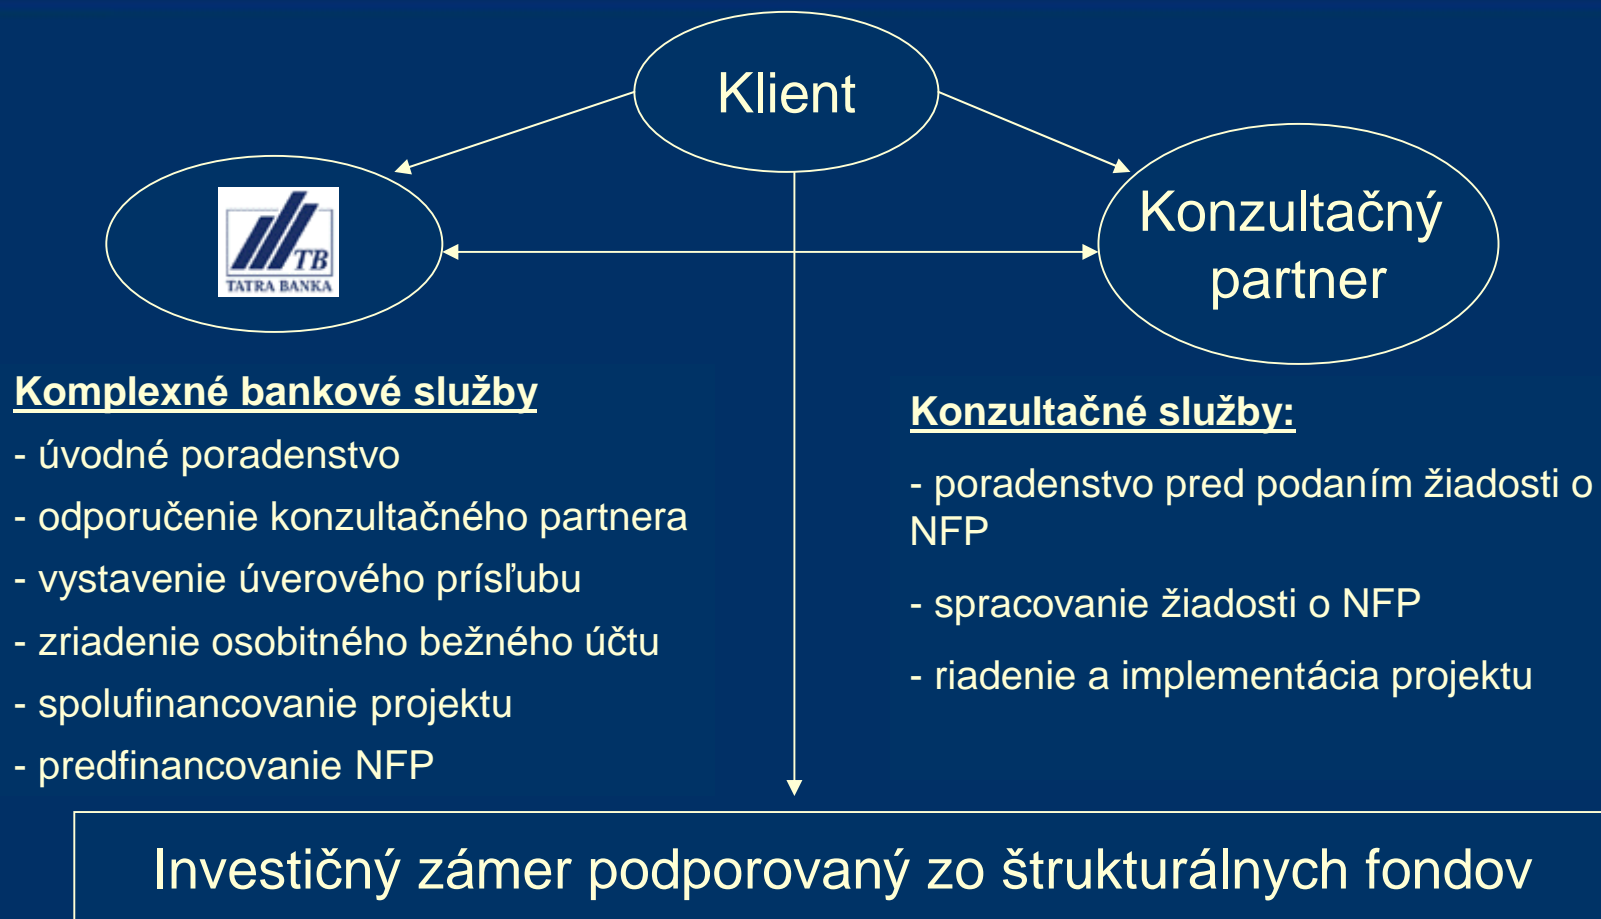 Klient
TB
TATRA BANKA
Konzultačný
partner
Komplexné bankové služby
- úvodné poradenstvo
- odporučenie konzultačného partnera
- vystavenie úverového prísľubu
- zriadenie osobitného bežného účtu
- spolufinancovanie projektu
- predfinancovanie NFP
Konzultačné služby:
- poradenstvo pred podaním žiadosti o
NFP
- spracovanie žiadosti o NFP
- riadenie a implementácia projektu
Investičný zámer podporovaný zo štrukturálnych fondov